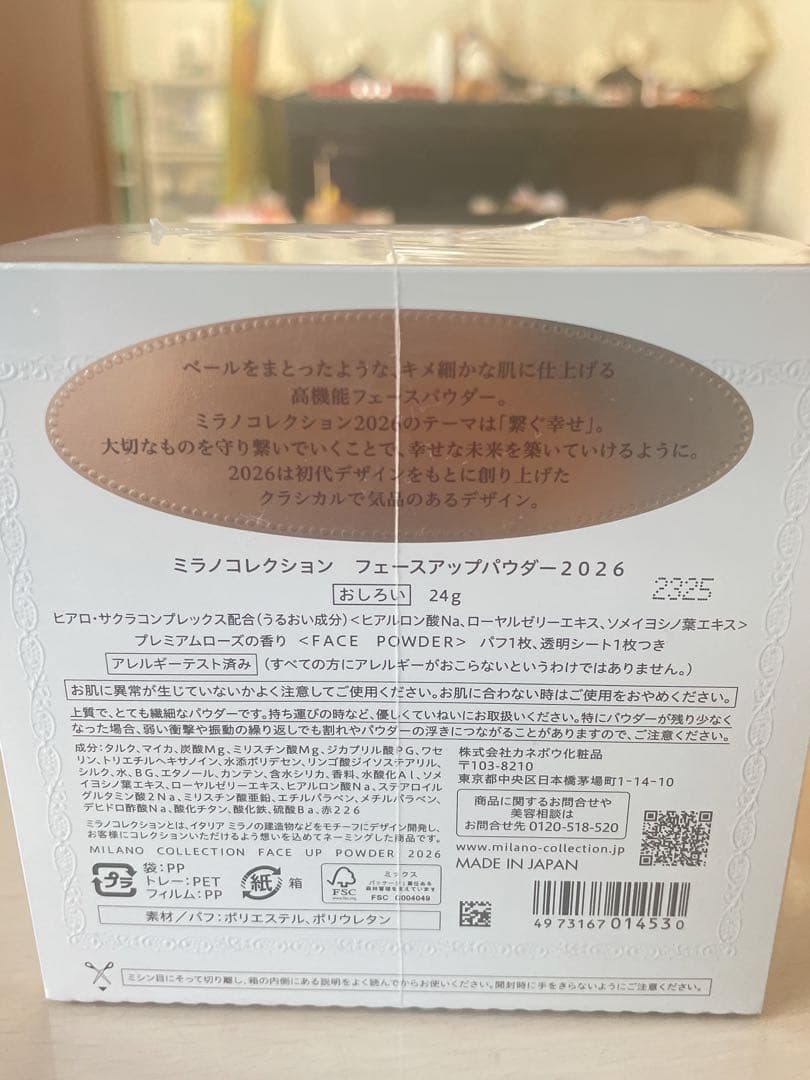 ベールをまとったような、キメ細かな肌に仕上げる
高機能フェースパウダー。
ミラノコレクション2026のテーマは「繋ぐ幸せ」。
大切なものを守り繋いでいくことで、幸せな未来を築いていけるように。
2026は初代デザインをもとに創り上げた
クラシカルで気品のあるデザイン。
ミラノコレクション フェースアップパウダー2026
おしろい 24g
2325
ヒアロ・サクラコンプレックス配合(うるおい成分)<ヒアルロン酸Na、ローヤルゼリーエキス、ソメイヨシノ葉エキス>
プレミアムローズの香り <FACE POWDER> パフ1枚、透明シート1枚つき
アレルギーテスト済み (すべての方にアレルギーがおこらないというわけではありません。)
お肌に異常が生じていないかよく注意してご使用ください。お肌に合わない時はご使用をおやめください。
上質で、とても繊細なパウダーです。持ち運びの時など、優しくていねいにお取扱いください。特にパウダーが残り少なく
なった場合、弱い衝撃や振動の繰り返しでも割れやパウダーの浮きにつながることがありますので、ご注意ください。
成分:タルク、マイカ、炭酸Mg、ミリスチン酸Mg、ジカプリル酸PG、ワセ
リン、トリエチルヘキサノイン、水添ポリデセン、リンゴ酸ジイソステアリル、
シルク、水、BG、エタノール、カンテン、含水シリカ、香料、水酸化Al、ソメ
イヨシノ葉エキス、ローヤルゼリーエキス、ヒアルロン酸Na、ステアロイル
グルタミン酸2Na、ミリスチン酸亜鉛、エチルパラベン、メチルパラベン、
デヒドロ酢酸Na、酸化チタン、酸化鉄、硫酸Ba、赤226
ミラノコレクションとは、イタリア ミラノの建造物などをモチーフにデザイン開発し、
お客様にコレクションいただけるよう想いを込めてネーミングした商品です。
MILANO COLLECTION FACE UP POWDER 2026
株式会社カネボウ化粧品
〒103-8210
東京都中央区日本橋茅場町1-14-10
商品に関するお問合せや
美容相談は
お問合せ先 0120-518-520
www.milano-collection.jp
MADE IN JAPAN
プラ
袋:PP
トレー:PET
フィルム:PP
紙 箱
FSC
www.fsc.org
ミックス
パッケージ | 責任ある
森林管理を支えています
FSC C004049
素材/パフ:ポリエステル、ポリウレタン
4973167014530
ミシン目にそって切り離し、箱の内側にある説明をよく読んでからお使いください。開封時に手をきらないようにご注意ください。